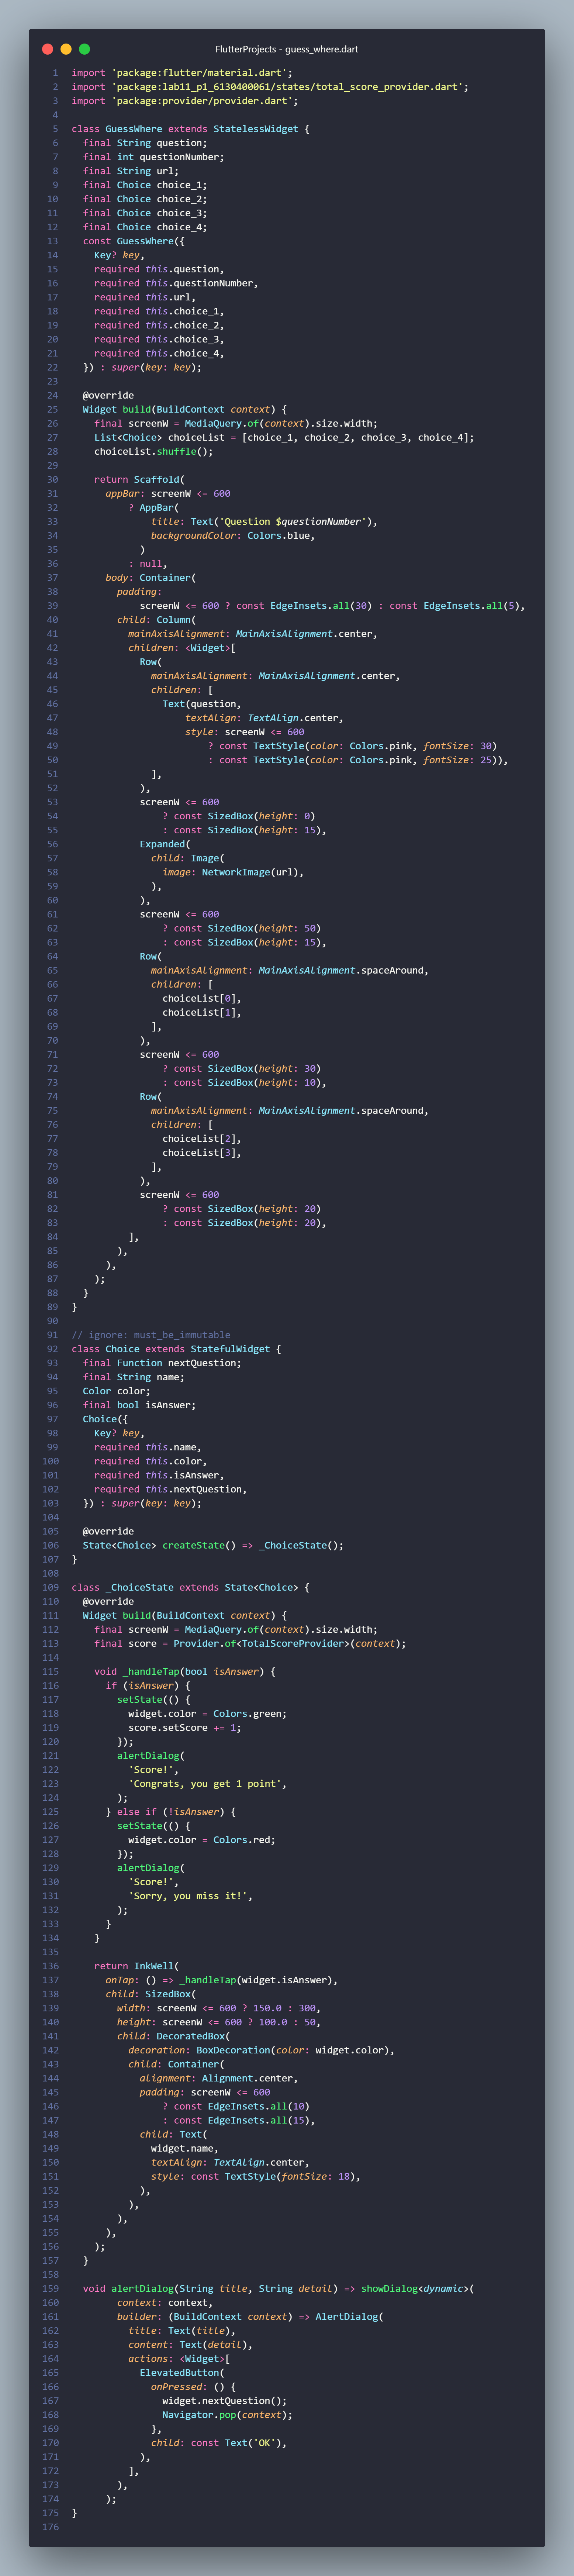 FlutterProjects - guess_where.dart
1 import 'package:flutter/material.dart';
2 import 'package:lab11_p1_6130400061/states/total_score_provider.dart';
3 import 'package:provider/provider.dart';
4
5 class GuessWhere extends StatelessWidget {
6   final String question;
7   final int questionNumber;
8   final String url;
9   final Choice choice_1;
10   final Choice choice_2;
11   final Choice choice_3;
12   final Choice choice_4;
13   const GuessWhere({
14     Key? key,
15     required this.question,
16     required this.questionNumber,
17     required this.url,
18     required this.choice_1,
19     required this.choice_2,
20     required this.choice_3,
21     required this.choice_4,
22   }) : super(key: key);
23
24   @override
25   Widget build(BuildContext context) {
26     final screenW = MediaQuery.of(context).size.width;
27     List<Choice> choiceList = [choice_1, choice_2, choice_3, choice_4];
28     choiceList.shuffle();
29
30     return Scaffold(
31       appBar: screenW <= 600
32           ? AppBar(
33               title: Text('Question $questionNumber'),
34               backgroundColor: Colors.blue,
35             )
36           : null,
37       body: Container(
38         padding:
39             screenW <= 600 ? const EdgeInsets.all(30) : const EdgeInsets.all(5),
40         child: Column(
41           mainAxisAlignment: MainAxisAlignment.center,
42           children: <Widget>[
43             Row(
44               mainAxisAlignment: MainAxisAlignment.center,
45               children: [
46                 Text(question,
47                     textAlign: TextAlign.center,
48                     style: screenW <= 600
49                         ? const TextStyle(color: Colors.pink, fontSize: 30)
50                         : const TextStyle(color: Colors.pink, fontSize: 25)),
51               ],
52             ),
53             screenW <= 600
54                 ? const SizedBox(height: 0)
55                 : const SizedBox(height: 15),
56             Expanded(
57               child: Image(
58                 image: NetworkImage(url),
59               ),
60             ),
61             screenW <= 600
62                 ? const SizedBox(height: 50)
63                 : const SizedBox(height: 15),
64             Row(
65               mainAxisAlignment: MainAxisAlignment.spaceAround,
66               children: [
67                 choiceList[0],
68                 choiceList[1],
69               ],
70             ),
71             screenW <= 600
72                 ? const SizedBox(height: 30)
73                 : const SizedBox(height: 10),
74             Row(
75               mainAxisAlignment: MainAxisAlignment.spaceAround,
76               children: [
77                 choiceList[2],
78                 choiceList[3],
79               ],
80             ),
81             screenW <= 600
82                 ? const SizedBox(height: 20)
83                 : const SizedBox(height: 20),
84           ],
85         ),
86       ),
87     );
88   }
89 }
90
91 // ignore: must_be_immutable
92 class Choice extends StatefulWidget {
93   final Function nextQuestion;
94   final String name;
95   Color color;
96   final bool isAnswer;
97   Choice({
98     Key? key,
99     required this.name,
100     required this.color,
101     required this.isAnswer,
102     required this.nextQuestion,
103   }) : super(key: key);
104
105   @override
106   State<Choice> createState() => _ChoiceState();
107 }
108
109 class _ChoiceState extends State<Choice> {
110   @override
111   Widget build(BuildContext context) {
112     final screenW = MediaQuery.of(context).size.width;
113     final score = Provider.of<TotalScoreProvider>(context);
114
115     void _handleTap(bool isAnswer) {
116       if (isAnswer) {
117         setState(() {
118           widget.color = Colors.green;
119           score.setScore += 1;
120         });
121         alertDialog(
122           'Score!',
123           'Congrats, you get 1 point',
124         );
125       } else if (!isAnswer) {
126         setState(() {
127           widget.color = Colors.red;
128         });
129         alertDialog(
130           'Score!',
131           'Sorry, you miss it!',
132         );
133       }
134     }
135
136     return InkWell(
137       onTap: () => _handleTap(widget.isAnswer),
138       child: SizedBox(
139         width: screenW <= 600 ? 150.0 : 300,
140         height: screenW <= 600 ? 100.0 : 50,
141         child: DecoratedBox(
142           decoration: BoxDecoration(color: widget.color),
143           child: Container(
144             alignment: Alignment.center,
145             padding: screenW <= 600
146                 ? const EdgeInsets.all(10)
147                 : const EdgeInsets.all(15),
148             child: Text(
149               widget.name,
150               textAlign: TextAlign.center,
151               style: const TextStyle(fontSize: 18),
152             ),
153           ),
154         ),
155       ),
156     );
157   }
158
159   void alertDialog(String title, String detail) => showDialog<dynamic>(
160         context: context,
161         builder: (BuildContext context) => AlertDialog(
162           title: Text(title),
163           content: Text(detail),
164           actions: <Widget>[
165             ElevatedButton(
166               onPressed: () {
167                 widget.nextQuestion();
168                 Navigator.pop(context);
169               },
170               child: const Text('OK'),
171             ),
172           ],
173         ),
174       );
175 }
176